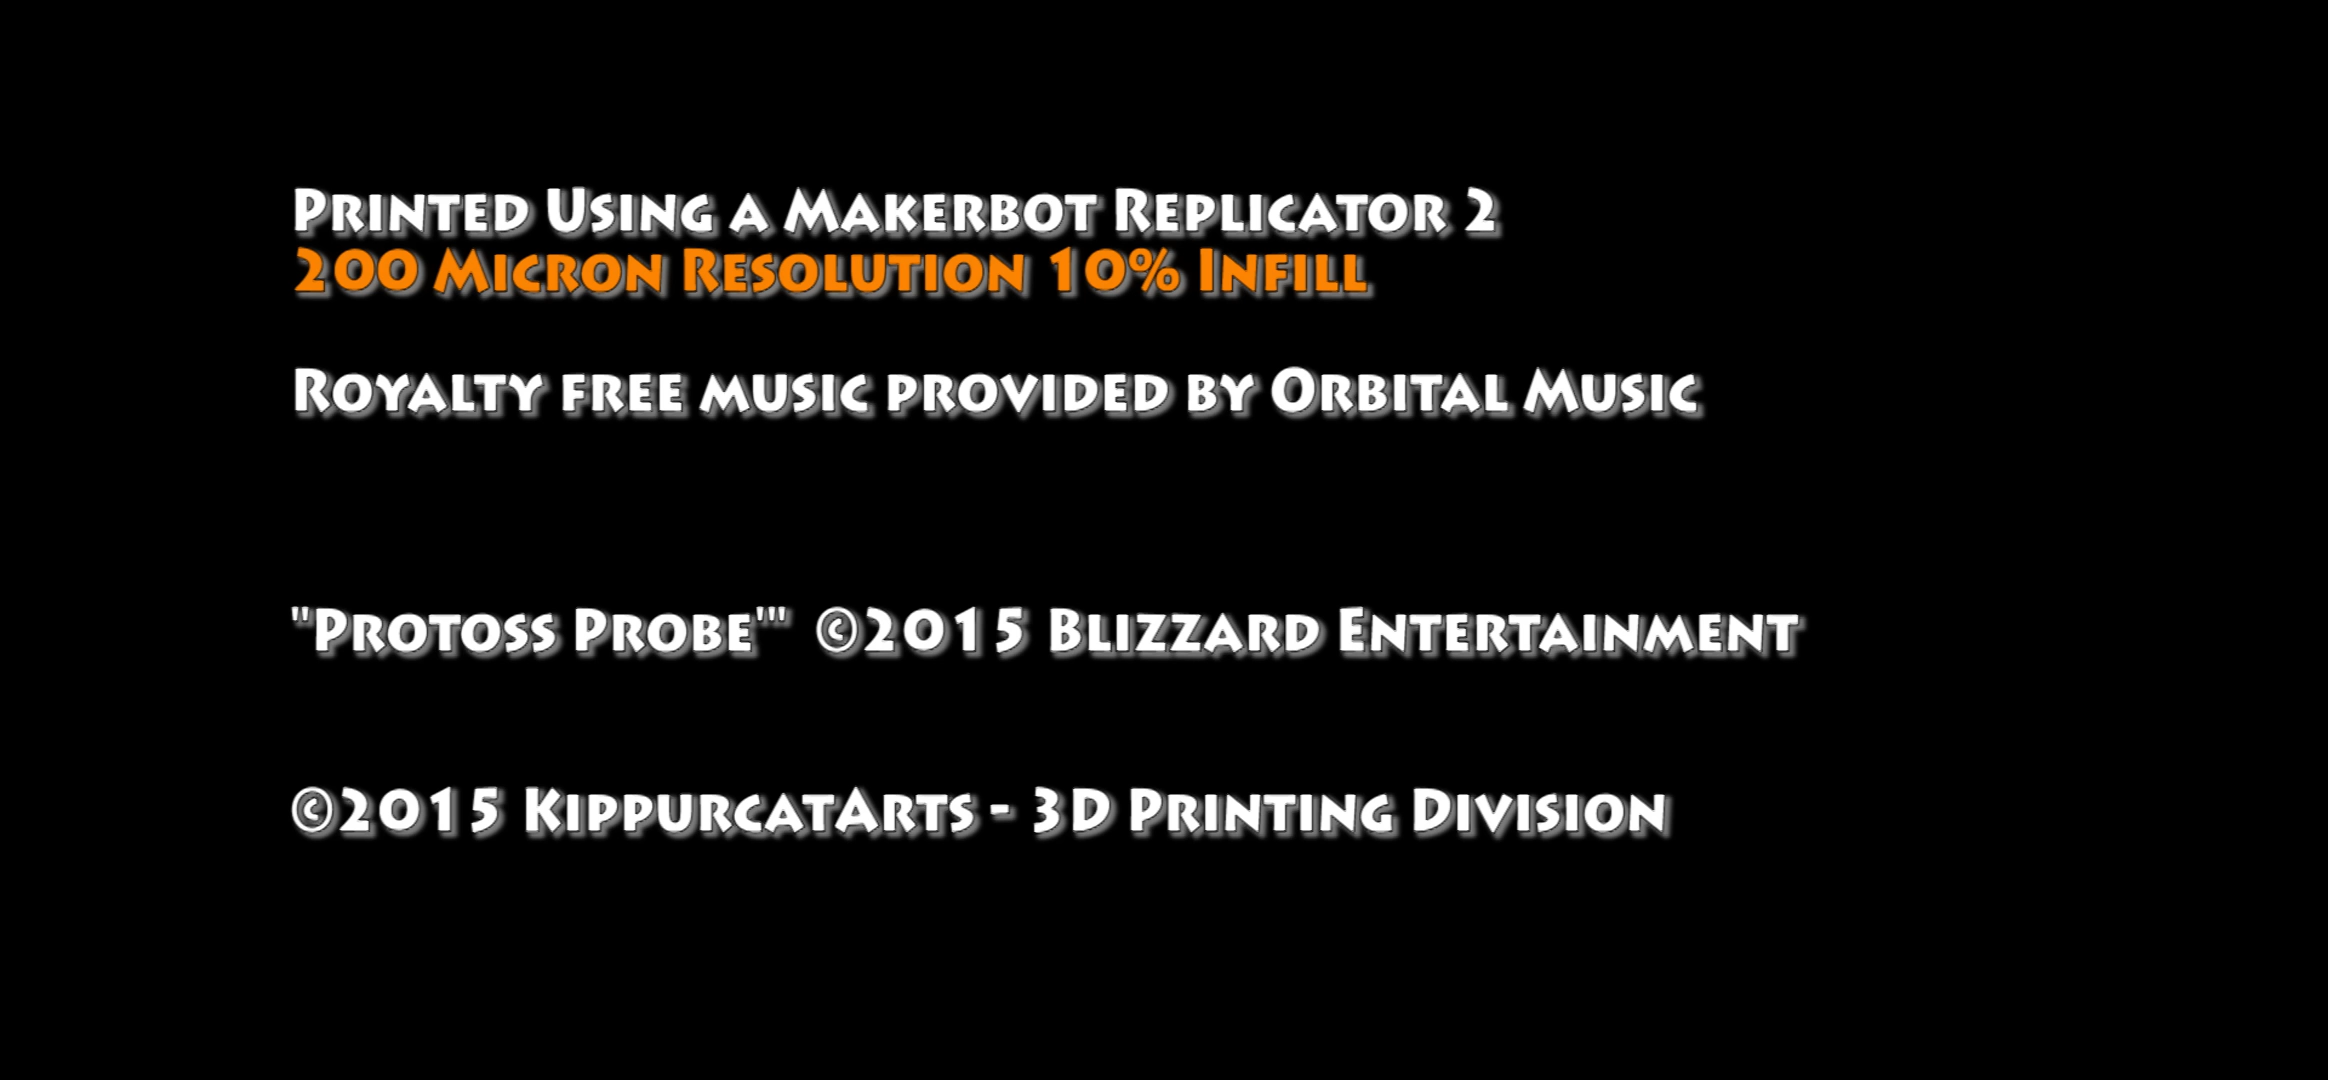 Printed Using a Makerbot Replicator 2
200 Micron Resolution 10% Infill
Royalty free music provided by Orbital Music
"Protoss Probe'" ©2015 Blizzard Entertainment
©2015 KippurcatArts - 3D Printing Division